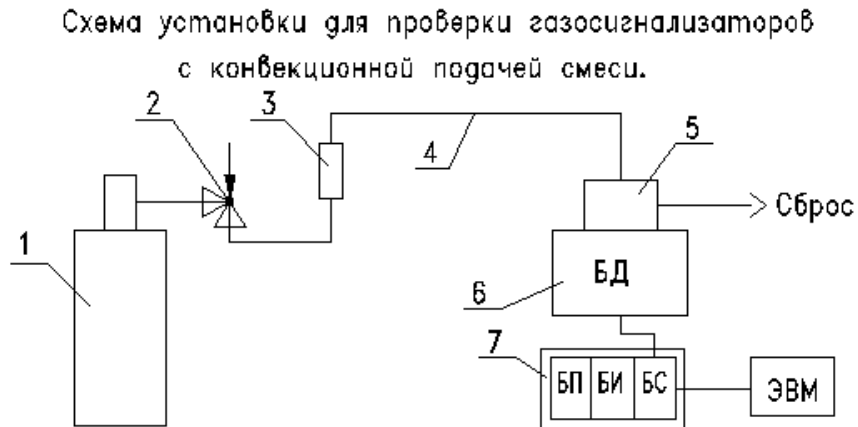 Схема установки для проверки газосигнализаторов
с конвекционной подачей смеси.
2
3
4
5
1
Сброс
БД
6
7
БП БИ БС
ЭВМ